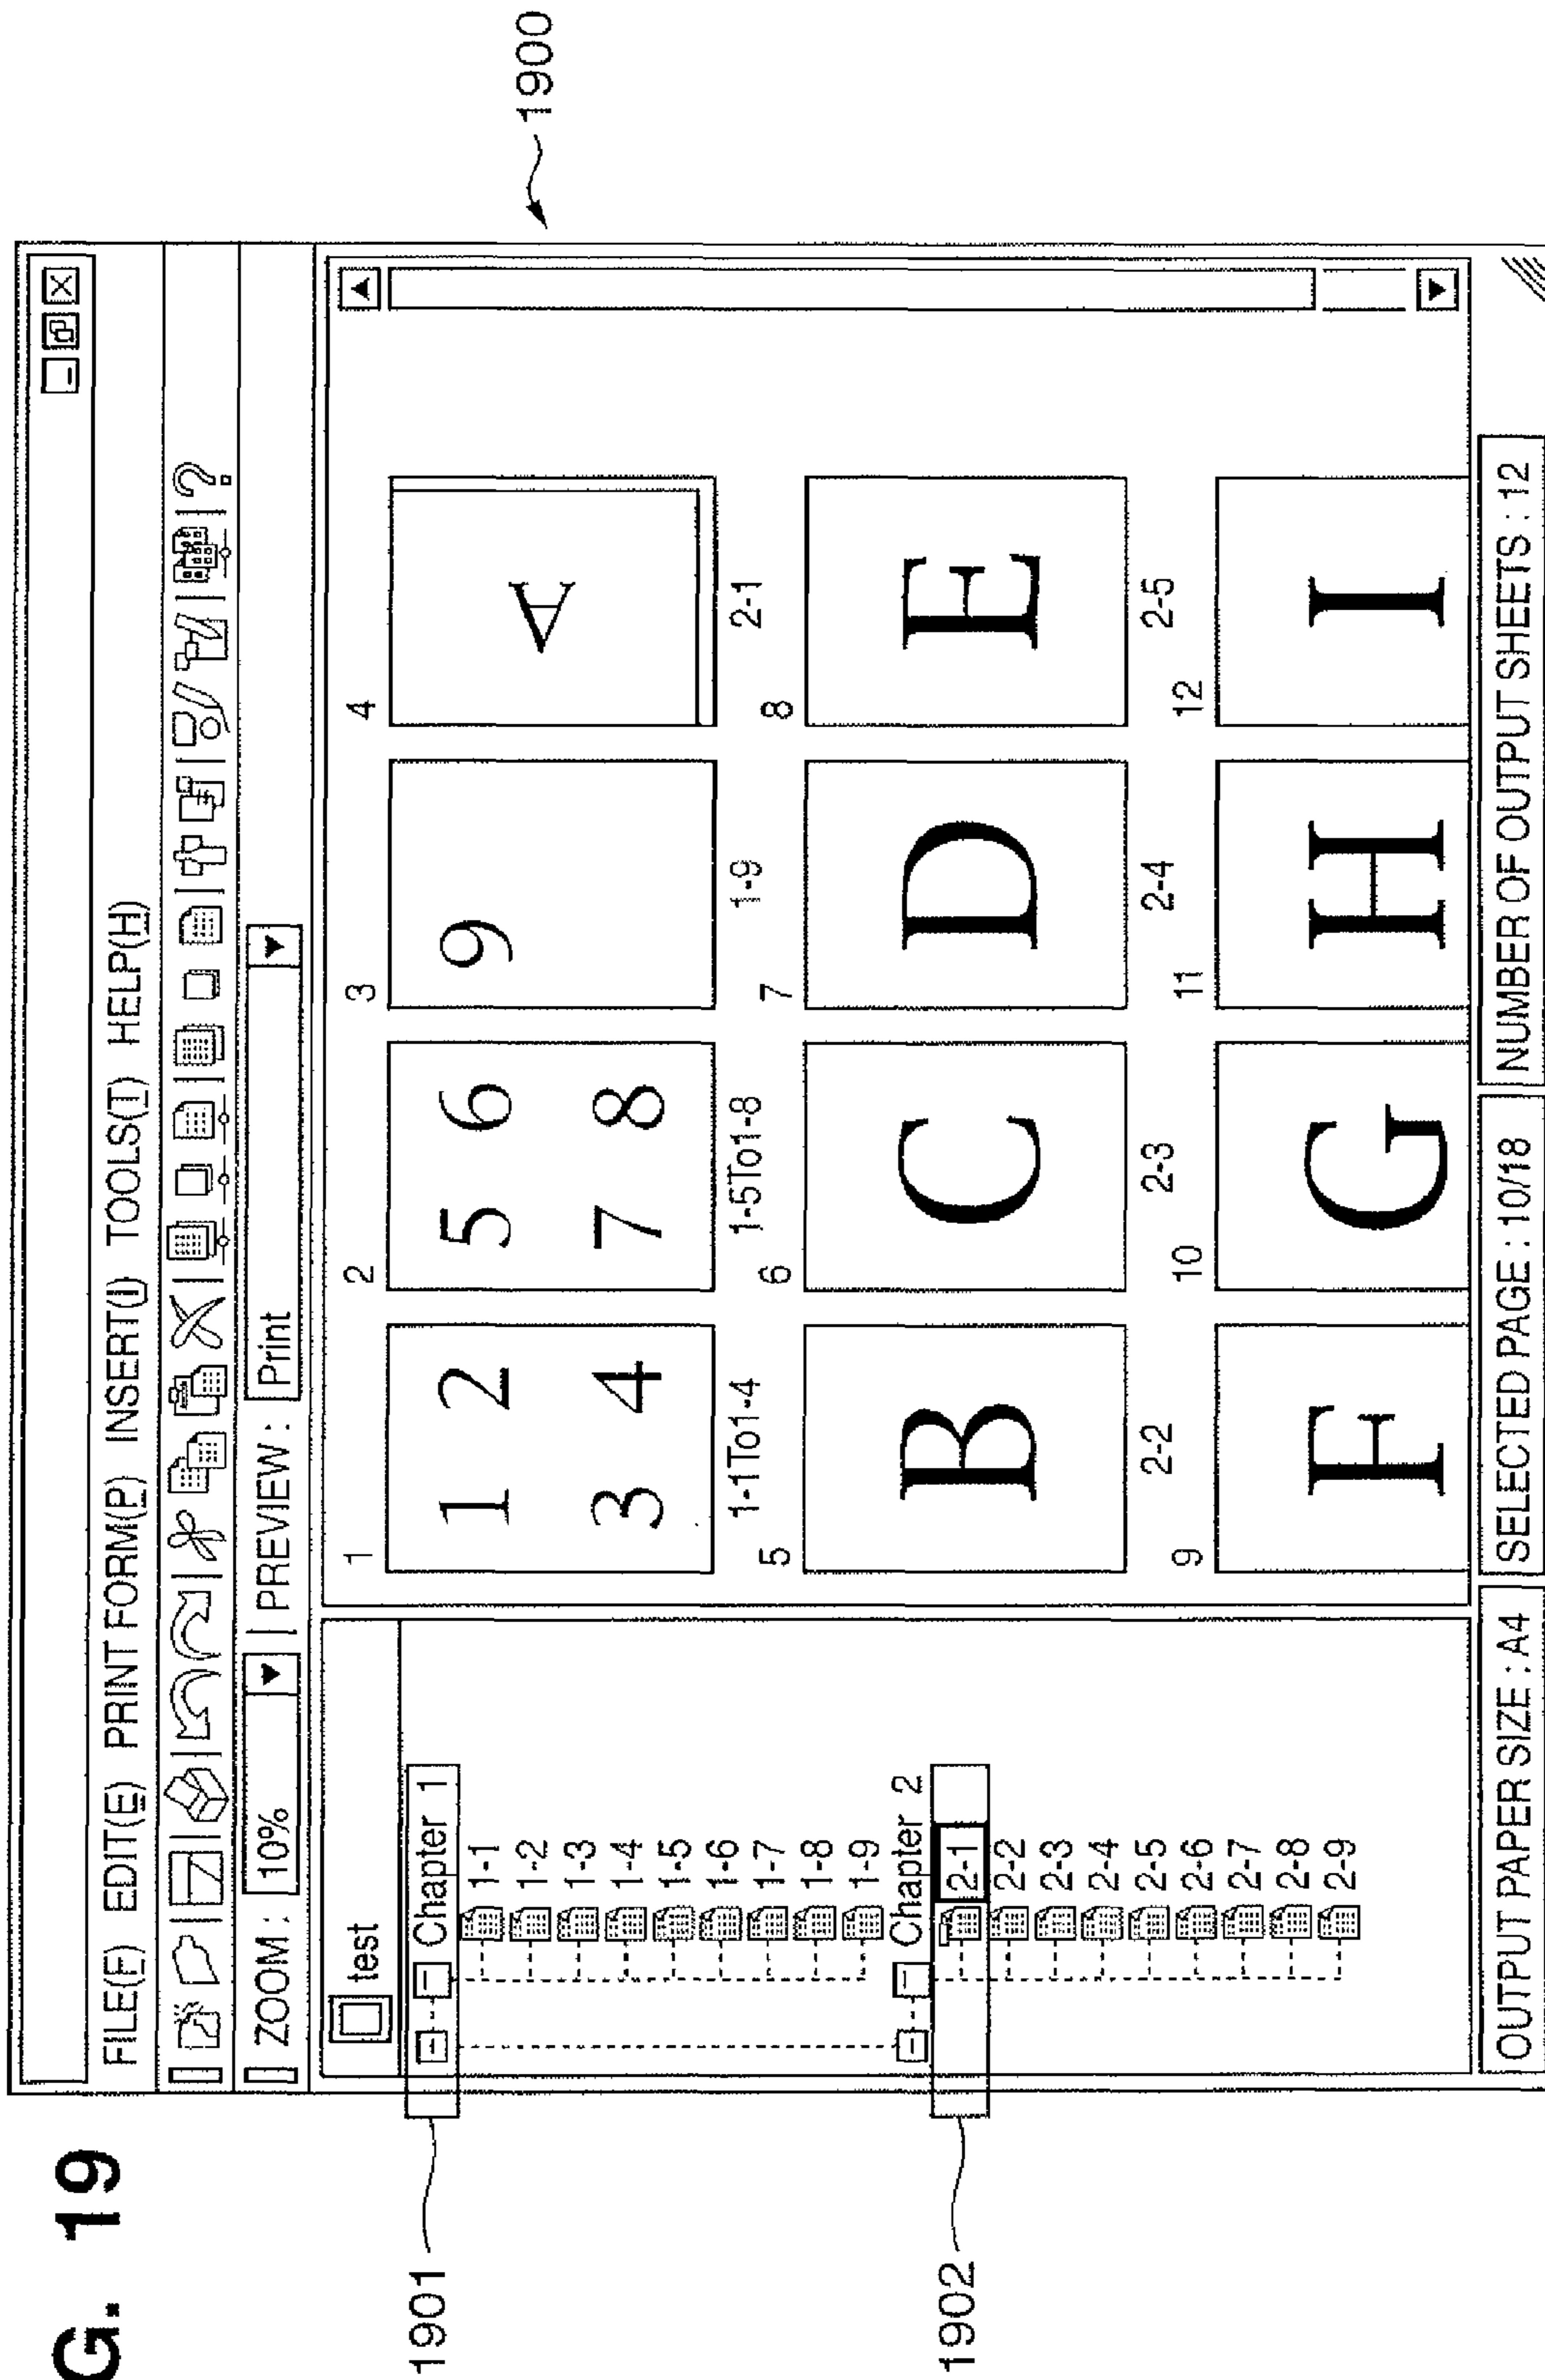 G. 19
1900
FILE(F) EDIT(E) PRINT FORM(P) INSERT(I) TOOLS(T) HELP(H)
ZOOM : 10% PREVIEW : Print
test
1901
Chapter 1
1-1
1-2
1-3
1-4
1-5
1-6
1-7
1-8
1-9
Chapter 2
1902
2-1
2-2
2-3
2-4
2-5
2-6
2-7
2-8
2-9
1 2 3 4
1 2 5 6 9 A
3 4 7 8
1-1To1-4 1-5To1-8 1-9 2-1
5 6 7 8
B C D E
2-2 2-3 2-4 2-5
9 10 11 12
F G H I
OUTPUT PAPER SIZE : A4 SELECTED PAGE : 10/18 NUMBER OF OUTPUT SHEETS : 12